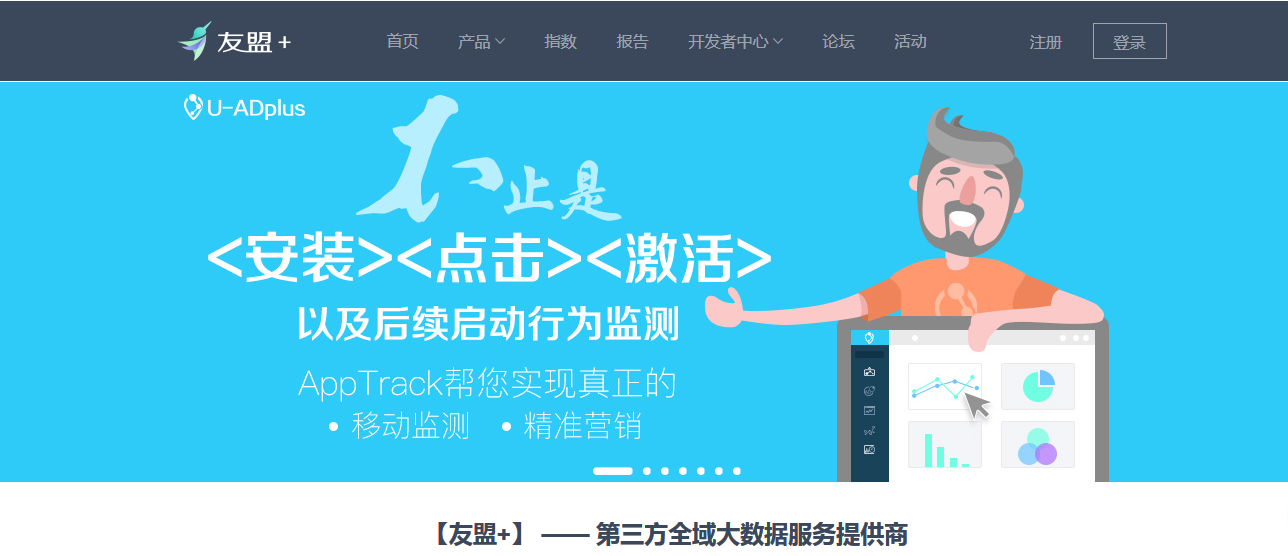 友盟+ 首页 产品 指数 报告 开发者中心 论坛 活动 注册 登录
U-ADplus
不止是
<安装><点击><激活>
以及后续启动行为监测
AppTrack帮您实现真正的
• 移动监测 • 精准营销
【友盟+】 —— 第三方全域大数据服务提供商